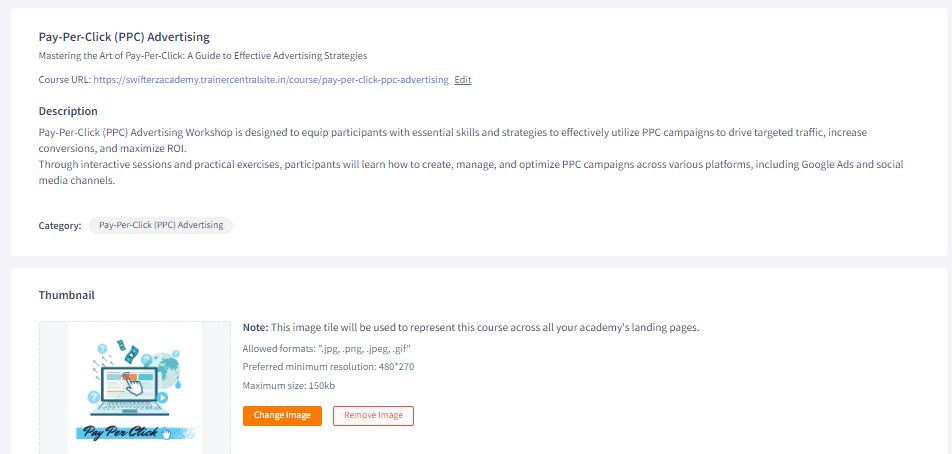 Pay-Per-Click (PPC) Advertising
Mastering the Art of Pay-Per-Click: A Guide to Effective Advertising Strategies
Course URL: https://swifterzacademy.trainercentralsite.in/course/pay-per-click-ppc-advertising Edit
Description
Pay-Per-Click (PPC) Advertising Workshop is designed to equip participants with essential skills and strategies to effectively utilize PPC campaigns to drive targeted traffic, increase
conversions, and maximize ROI.
Through interactive sessions and practical exercises, participants will learn how to create, manage, and optimize PPC campaigns across various platforms, including Google Ads and social
media channels.
Category: Pay-Per-Click (PPC) Advertising
Thumbnail
Note: This image tile will be used to represent this course across all your academy's landing pages.
Allowed formats: ".jpg, .png, .jpeg, .gif"
Preferred minimum resolution: 480*270
Maximum size: 150kb
Change Image Remove Image
Pay Per Click